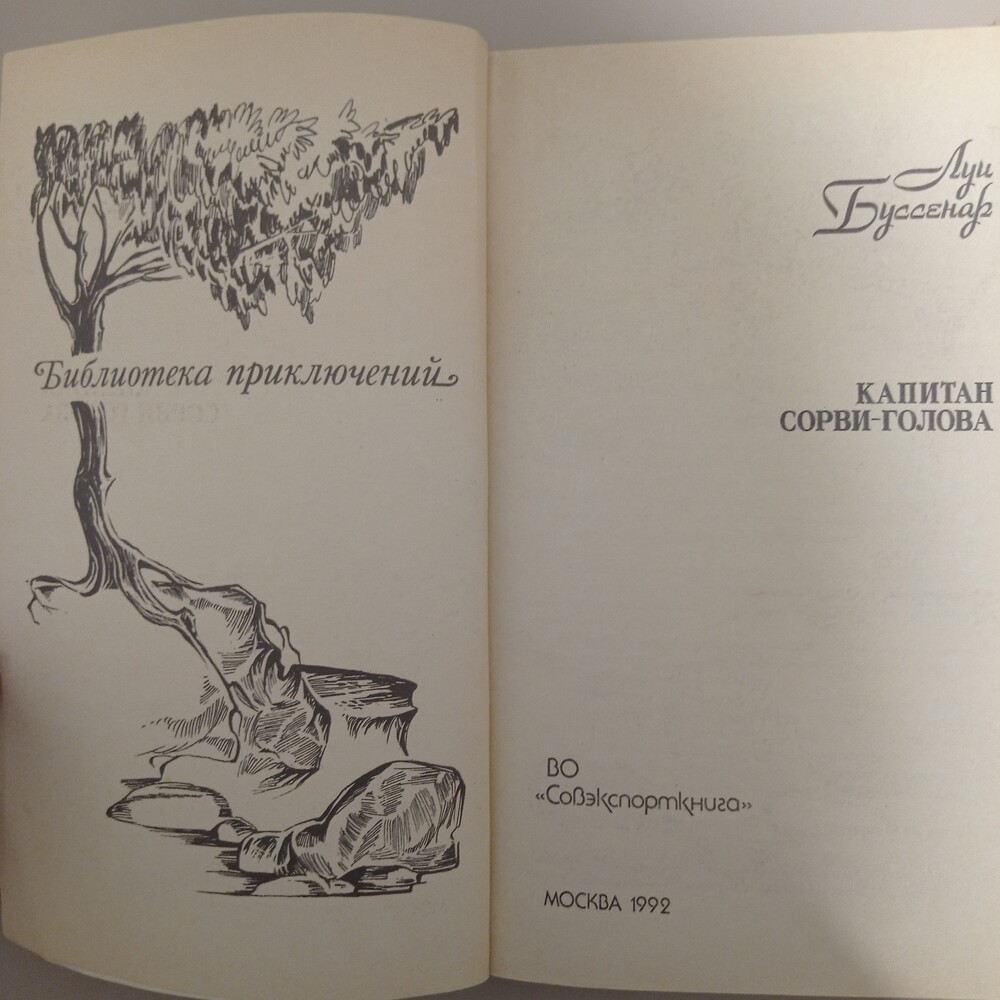 Библиотека приключений
Луи
Буссенар
КАПИТАН
СОРВИ-ГОЛОВА
ВО
«Совэкспорткнига»
МОСКВА 1992